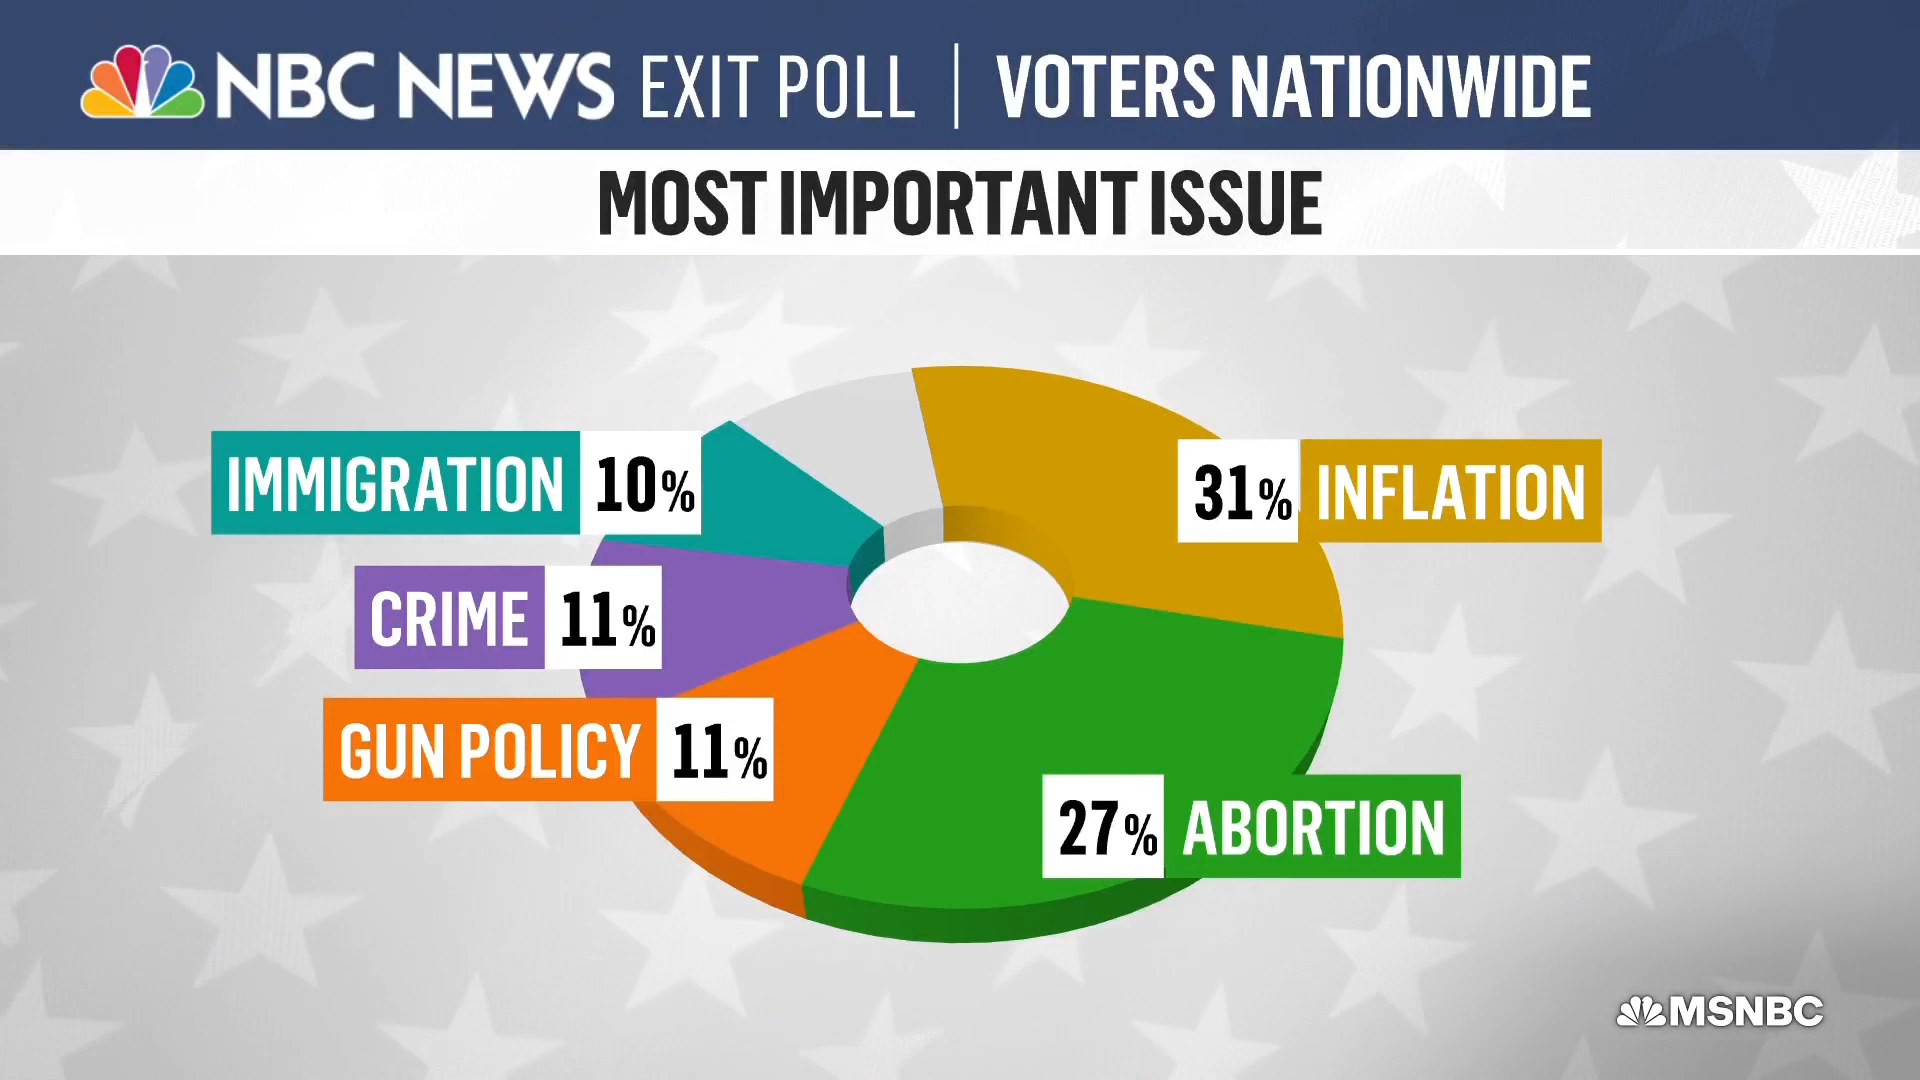 NBC NEWS EXIT POLL | VOTERS NATIONWIDE
MOST IMPORTANT ISSUE
IMMIGRATION 10%
31% INFLATION
CRIME 11%
GUN POLICY 11%
27% ABORTION
MSNBC